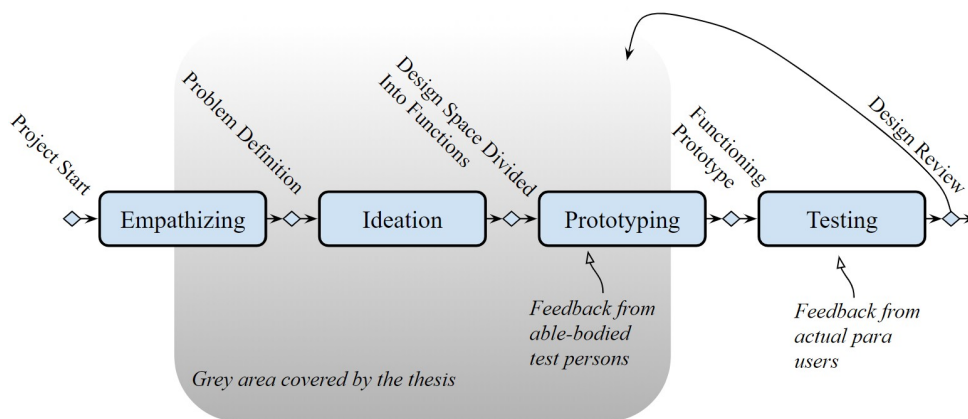 Project Start
Empathizing
Problem Definition
Ideation
Design Space Divided
Into Functions
Prototyping
Functioning
Prototype
Testing
Design Review
Feedback from
able-bodied
test persons
Feedback from
actual para
users
Grey area covered by the thesis